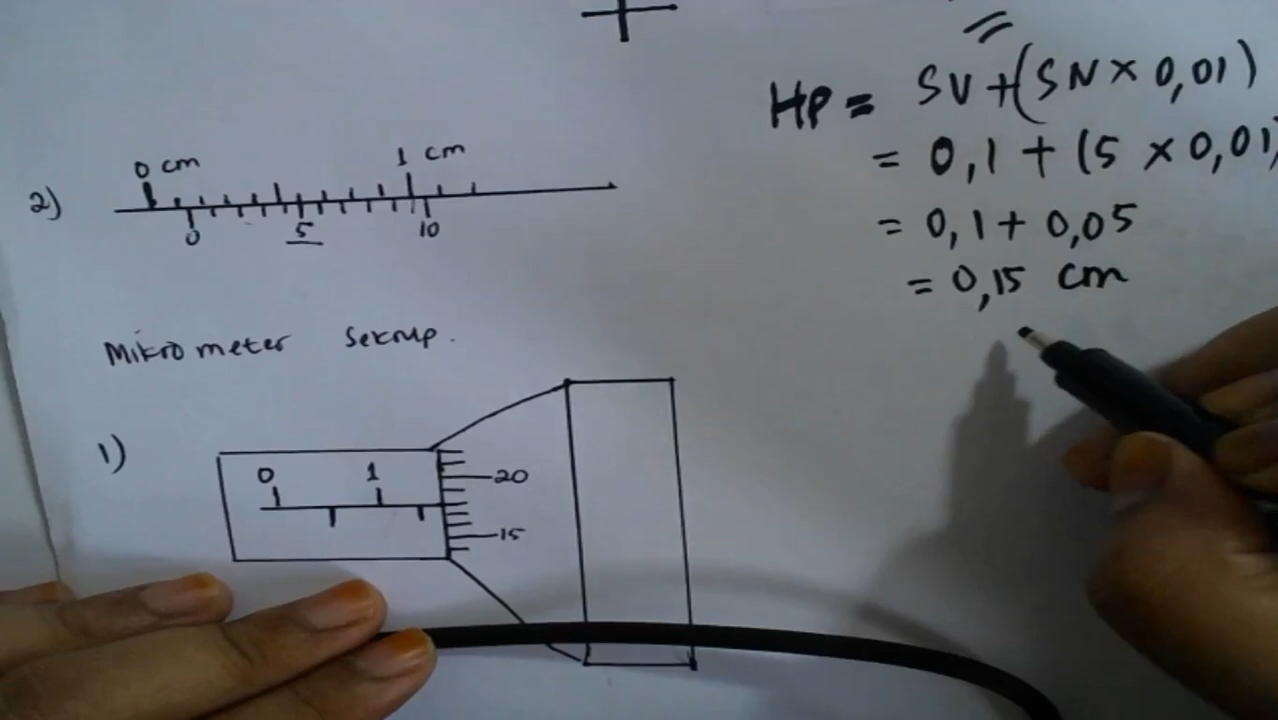 HP = SV + (SN × 0,01)
= 0,1 + (5 × 0,01)
= 0,1 + 0,05
= 0,15 cm
2)
0 cm 1 cm
0 5 10
Mikrometer Sekrup.
1)
0 1
20
15